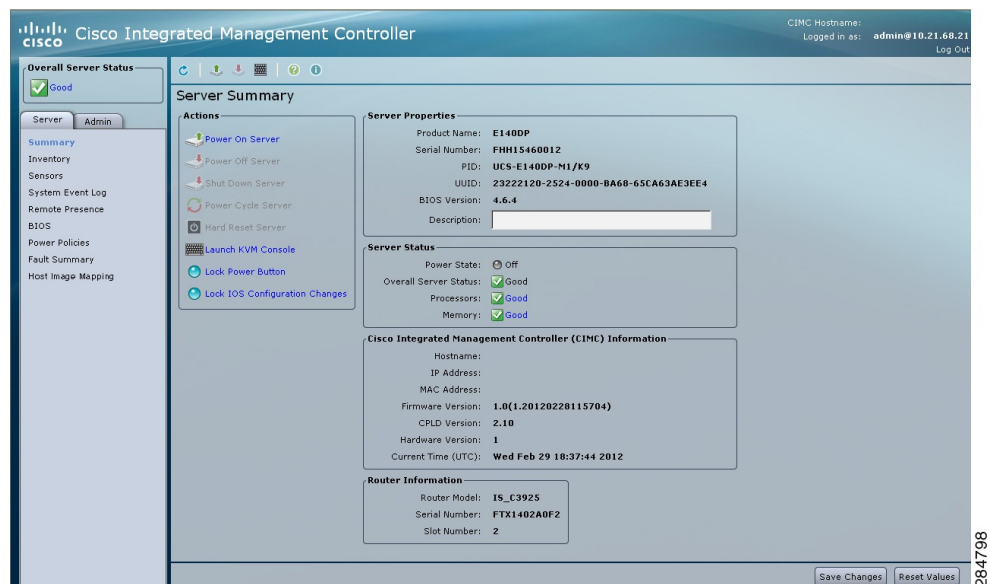 CISCO Cisco Integrated Management Controller
CIMC Hostname:
Logged in as: admin@10.21.68.21
Log Out
Overall Server Status
Good
Server Admin
Summary
Inventory
Sensors
System Event Log
Remote Presence
BIOS
Power Policies
Fault Summary
Host Image Mapping
Server Summary
Actions
Power On Server
Power Off Server
Shut Down Server
Power Cycle Server
Hard Reset Server
Launch KVM Console
Lock Power Button
Lock IOS Configuration Changes
Server Properties
Product Name: E140DP
Serial Number: FHH15460012
PID: UCS-E140DP-M1/K9
UUID: 23222120-2524-0000-BA68-65CA63AE3EE4
BIOS Version: 4.6.4
Description:
Server Status
Power State: Off
Overall Server Status: Good
Processors: Good
Memory: Good
Cisco Integrated Management Controller (CIMC) Information
Hostname:
IP Address:
MAC Address:
Firmware Version: 1.0(1.20120228115704)
CPLD Version: 2.10
Hardware Version: 1
Current Time (UTC): Wed Feb 29 18:37:44 2012
Router Information
Router Model: IS_C3925
Serial Number: FTX1402A0F2
Slot Number: 2
Save Changes Reset Values
284798